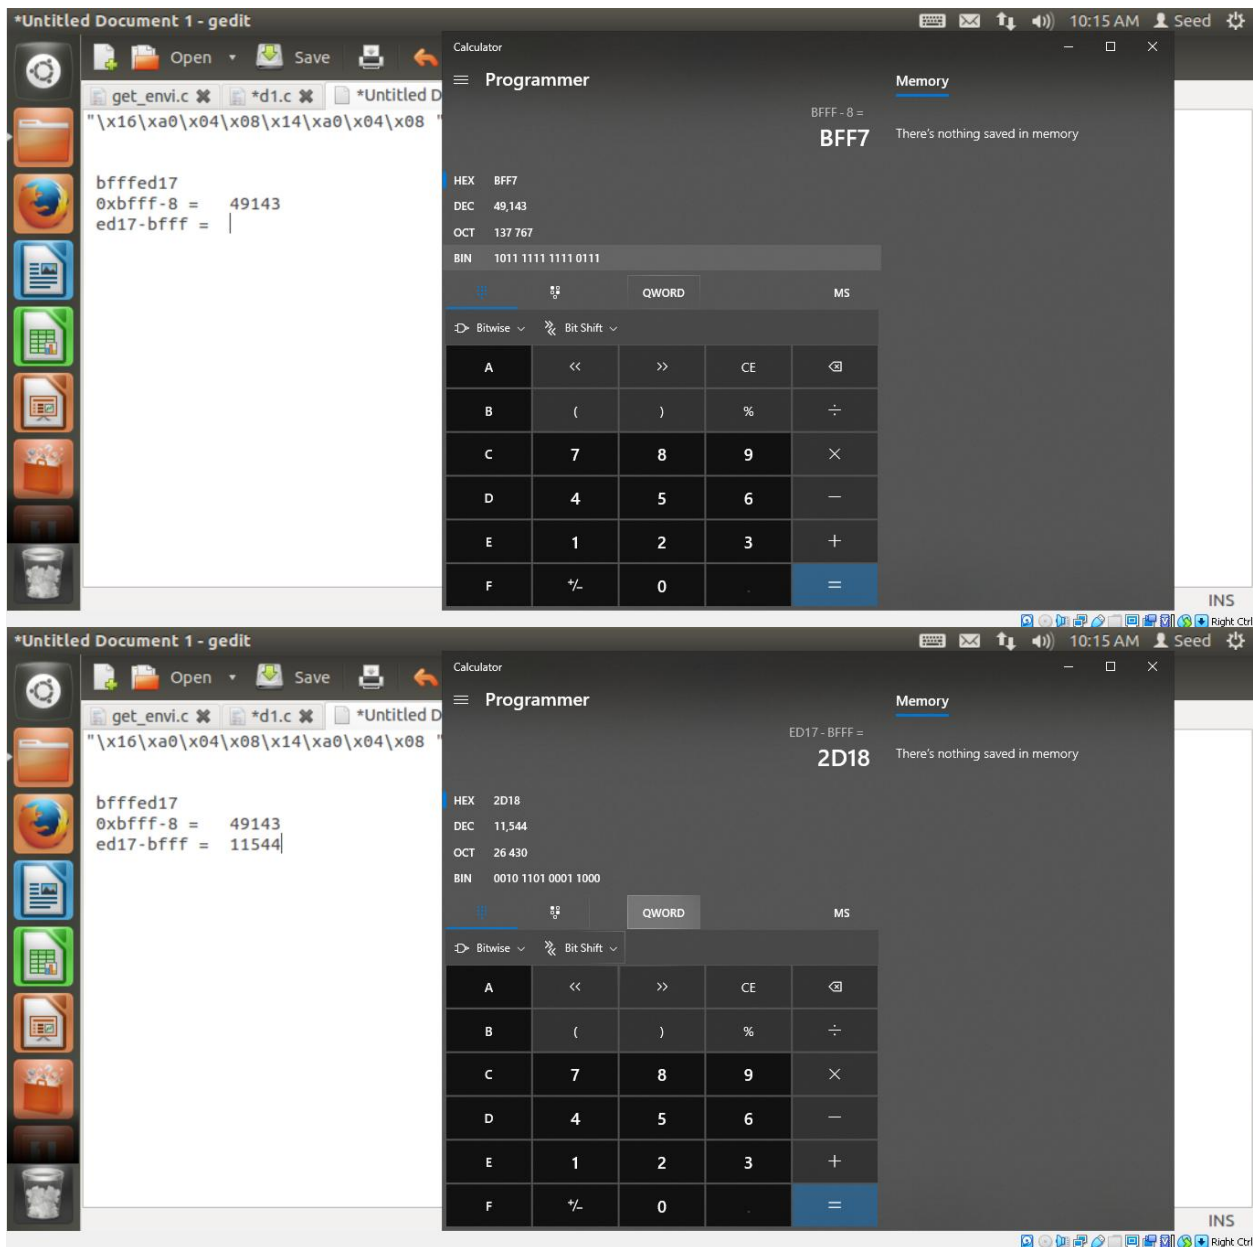 *Untitled Document 1 - gedit
10:15 AM Seed
Open Save
get_envi.c *d1.c *Untitled D
"\x16\xa0\x04\x08\x14\xa0\x04\x08 "
bfffed17
0xbfff-8 = 49143
ed17-bfff =
Calculator
Programmer
BFFF - 8 =
BFF7
HEX BFF7
DEC 49,143
OCT 137 767
BIN 1011 1111 1111 0111
QWORD MS
Bitwise Bit Shift
A << >> CE
B ( ) % ÷
C 7 8 9 ×
D 4 5 6 −
E 1 2 3 +
F +/- 0 . =
Memory
There's nothing saved in memory
INS
Right Ctrl
*Untitled Document 1 - gedit
10:15 AM Seed
Open Save
get_envi.c *d1.c *Untitled D
"\x16\xa0\x04\x08\x14\xa0\x04\x08 "
bfffed17
0xbfff-8 = 49143
ed17-bfff = 11544
Calculator
Programmer
ED17 - BFFF =
2D18
HEX 2D18
DEC 11,544
OCT 26 430
BIN 0010 1101 0001 1000
QWORD MS
Bitwise Bit Shift
A << >> CE
B ( ) % ÷
C 7 8 9 ×
D 4 5 6 −
E 1 2 3 +
F +/- 0 . =
Memory
There's nothing saved in memory
INS
Right Ctrl